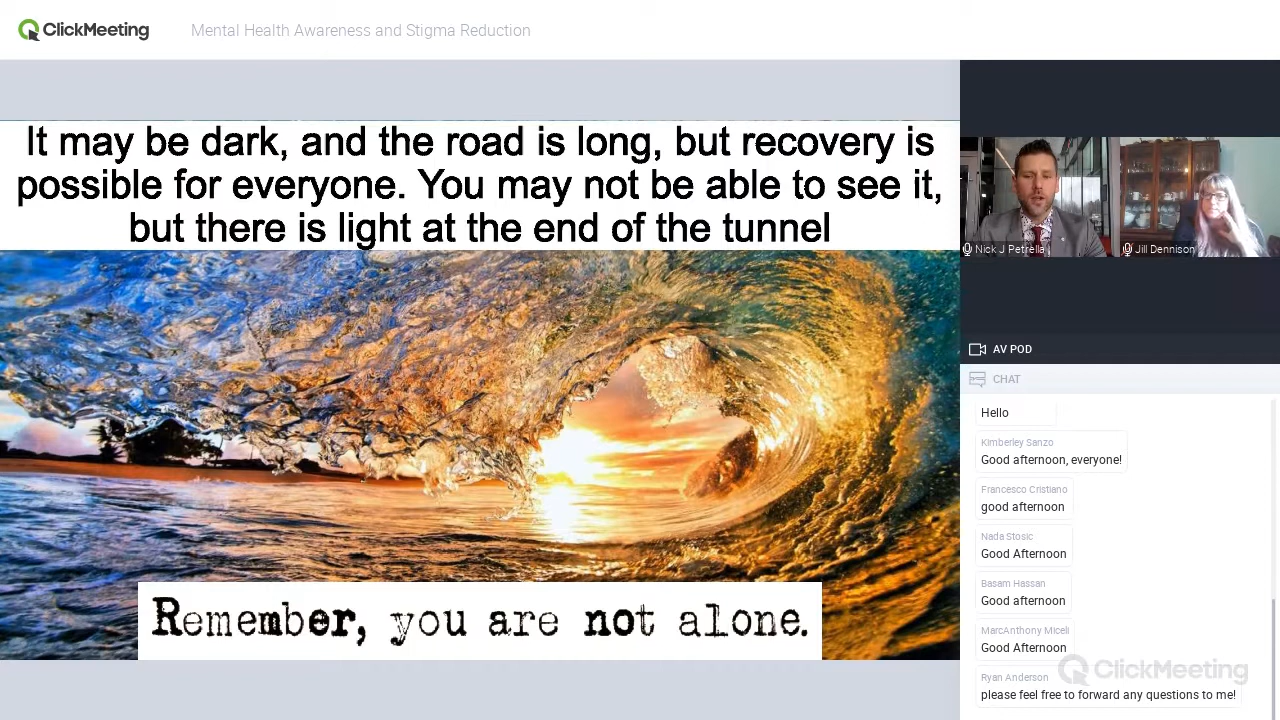 ClickMeeting
Mental Health Awareness and Stigma Reduction
It may be dark, and the road is long, but recovery is
possible for everyone. You may not be able to see it,
but there is light at the end of the tunnel
Remember, you are not alone.
Nick J Petrella
Jill Dennison
AV POD
CHAT
Hello
Kimberley Sanzo
Good afternoon, everyone!
Francesco Cristiano
good afternoon
Nada Stosic
Good Afternoon
Basam Hassan
Good afternoon
MarcAnthony Miceli
Good Afternoon
Ryan Anderson
please feel free to forward any questions to me!
ClickMeeting